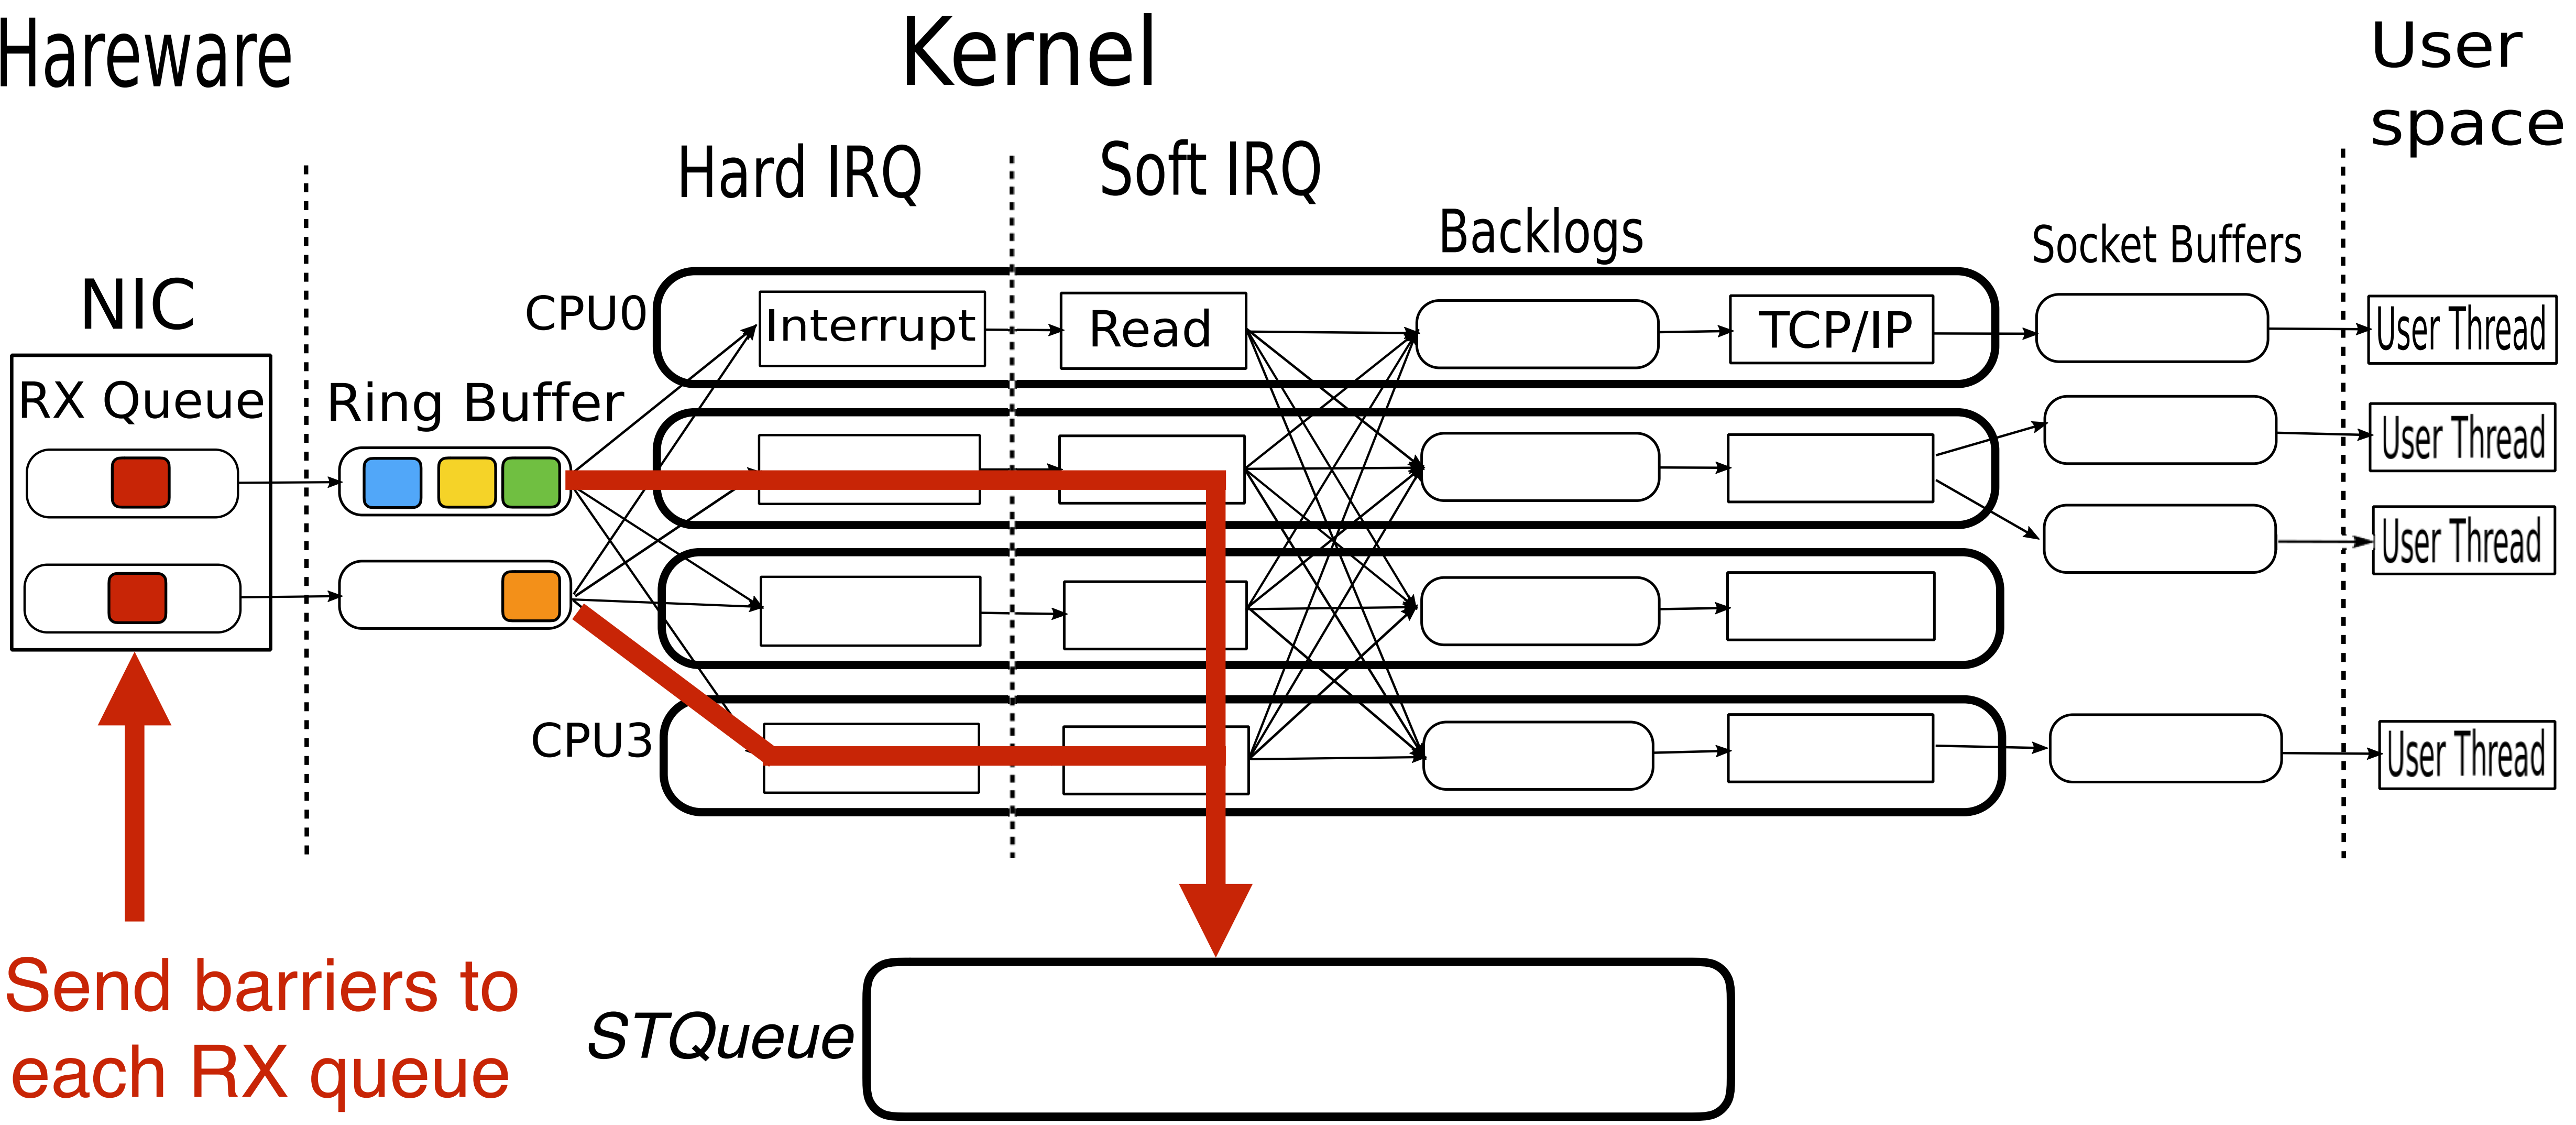 Hareware
Kernel
User
space
Hard IRQ
Soft IRQ
Backlogs
Socket Buffers
NIC
CPU0
Interrupt
Read
TCP/IP
User Thread
RX Queue
Ring Buffer
User Thread
User Thread
CPU3
User Thread
Send barriers to
each RX queue
STQueue